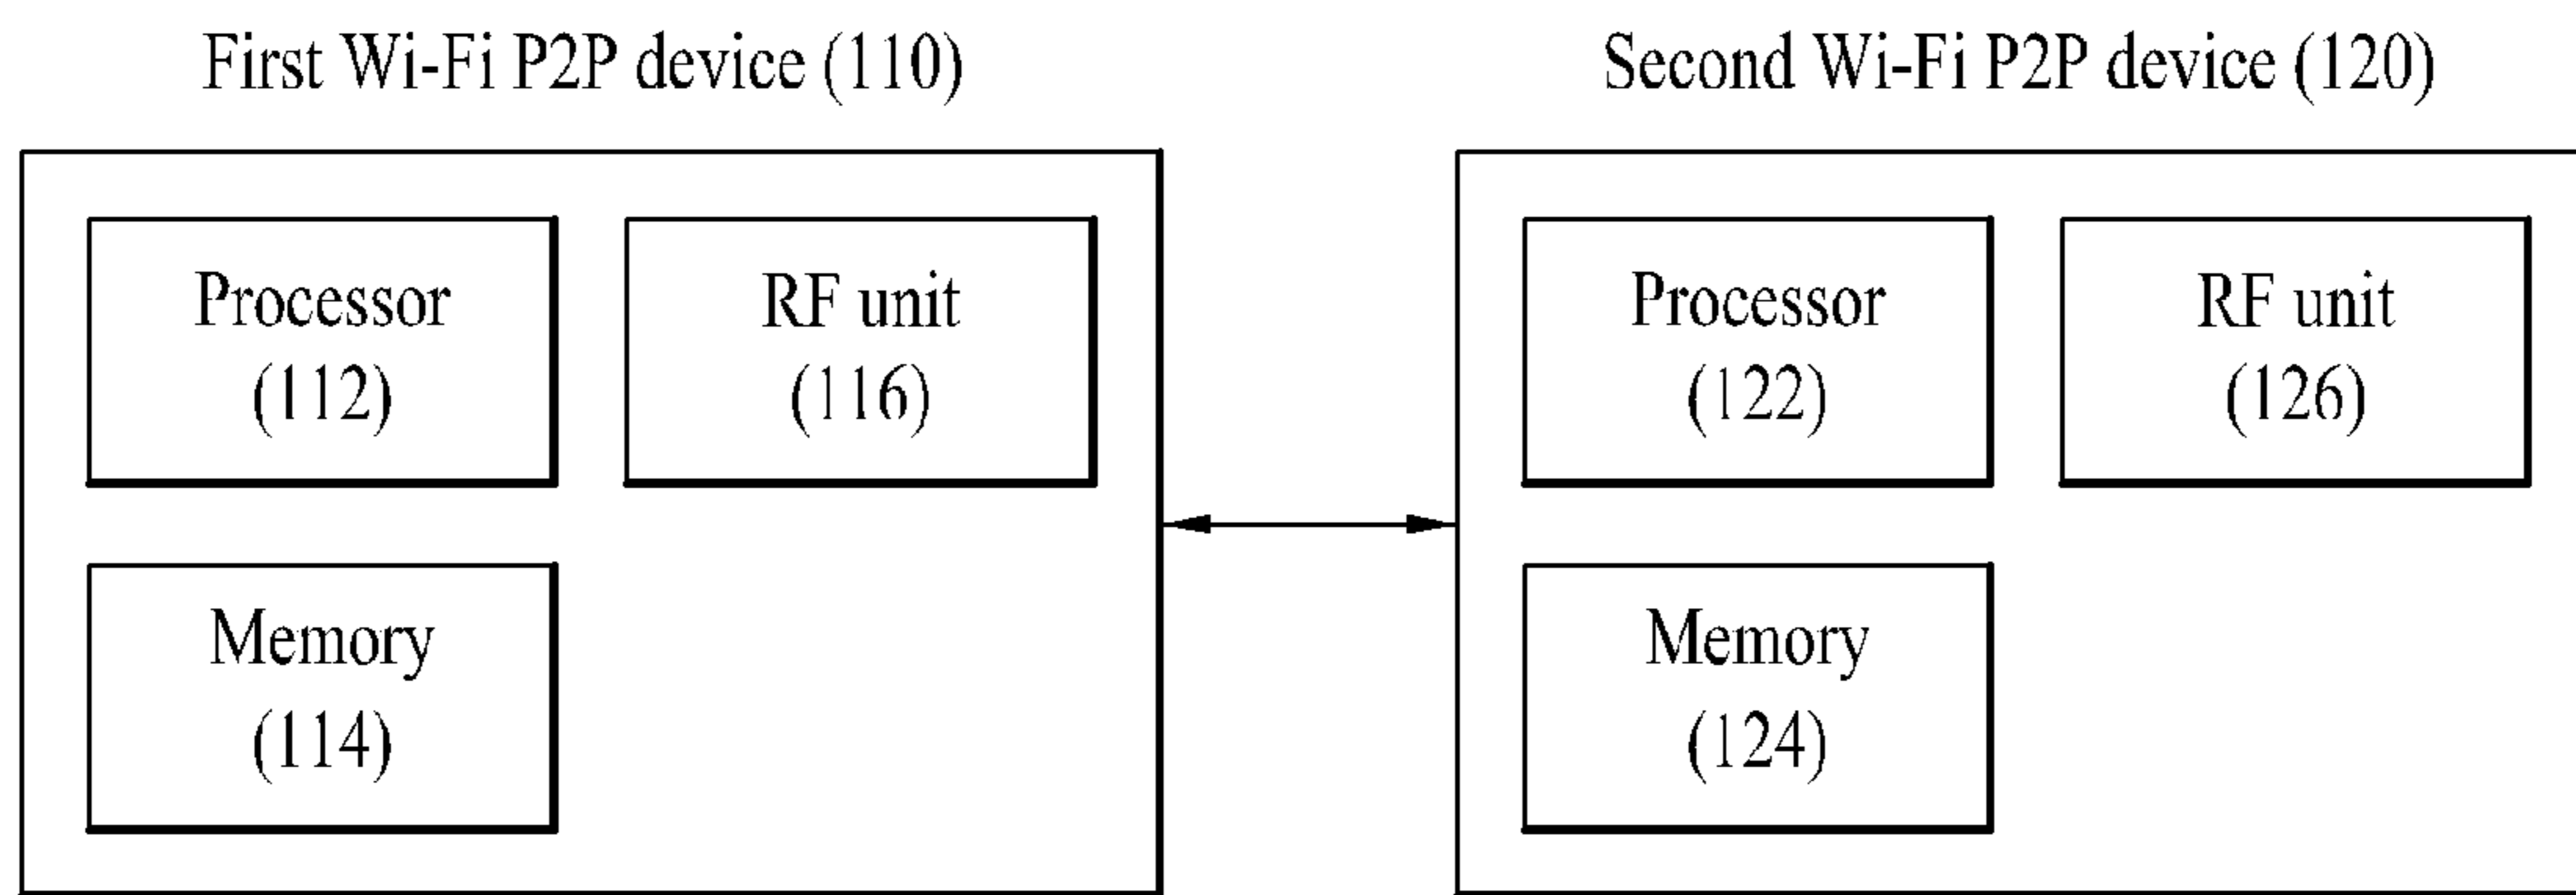 First Wi-Fi P2P device (110)
Second Wi-Fi P2P device (120)
Processor
(112)
RF unit
(116)
Memory
(114)
Processor
(122)
RF unit
(126)
Memory
(124)